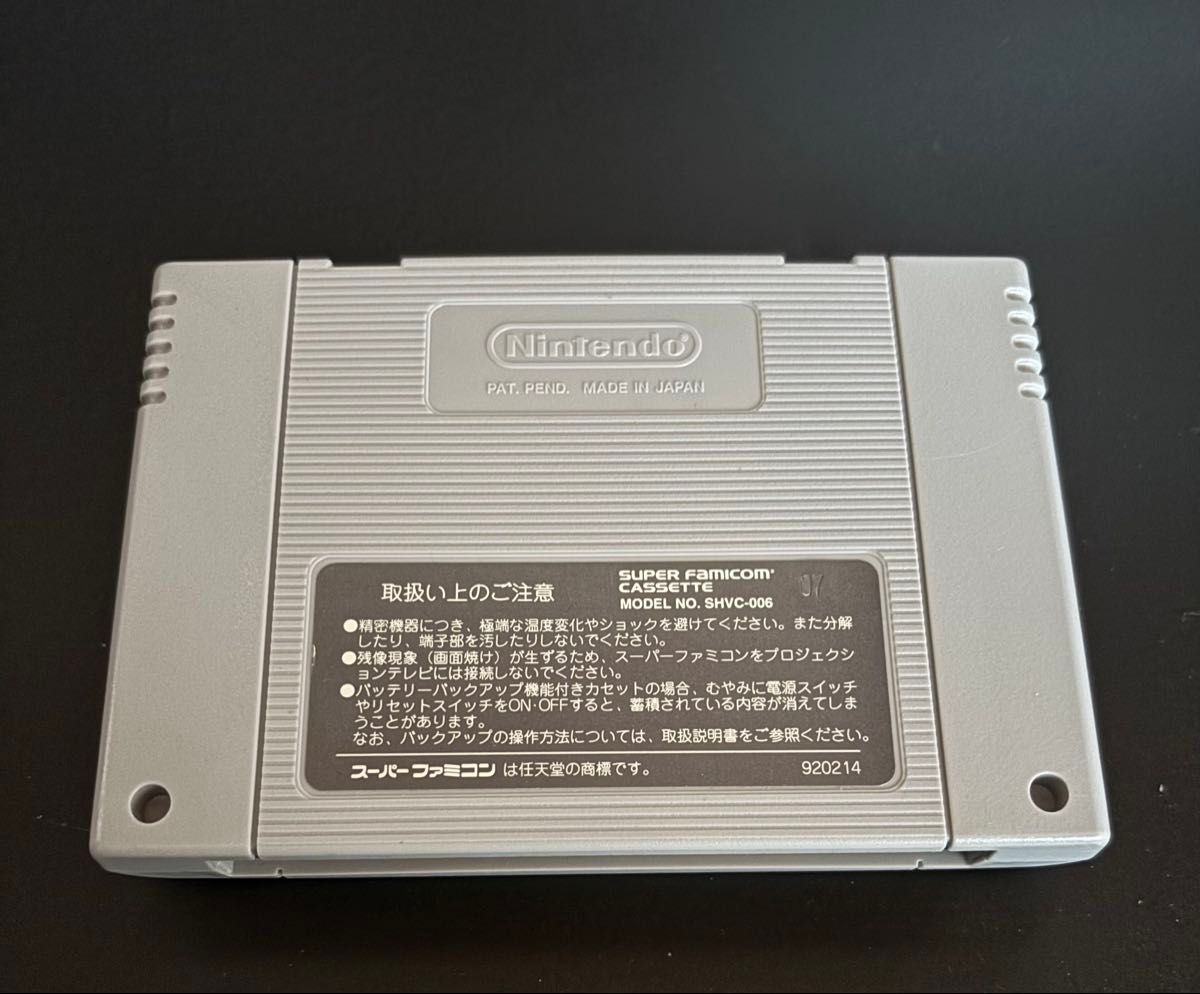 Nintendo®
PAT. PEND. MADE IN JAPAN
取扱い上のご注意
SUPER FAMICOM®
CASSETTE
MODEL NO. SHVC-006
●精密機器につき、極端な温度変化やショックを避けてください。また分解
したり、端子部を汚したりしないでください。
●残像現象（画面焼け）が生ずるため、スーパーファミコンをプロジェクシ
ョンテレビには接続しないでください。
●バッテリーバックアップ機能付きカセットの場合、むやみに電源スイッチ
やリセットスイッチをON・OFFすると、蓄積されている内容が消えてしま
うことがあります。
なお、バックアップの操作方法については、取扱説明書をご参照ください。
スーパーファミコンは任天堂の商標です。
920214